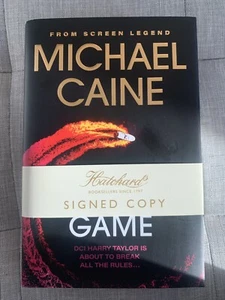 FROM SCREEN LEGEND
MICHAEL
CAINE
Hatchards
BOOKSELLERS SINCE 1797
SIGNED COPY
GAME
DCI HARRY TAYLOR IS
ABOUT TO BREAK
ALL THE RULES...